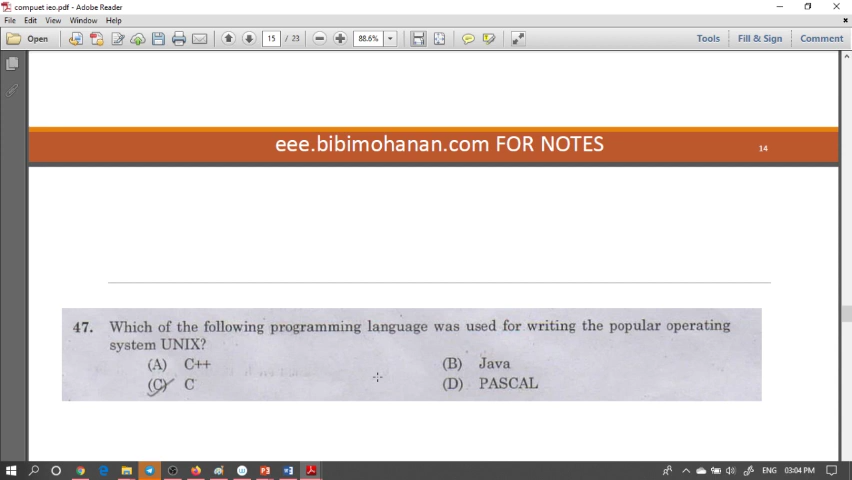 compuet ieo.pdf - Adobe Reader
File Edit View Window Help
Open 15 / 23 88.6% Tools Fill & Sign Comment
eee.bibimohanan.com FOR NOTES 14
47. Which of the following programming language was used for writing the popular operating
system UNIX?
(A) C++ (B) Java
(C) C (D) PASCAL
ENG 03:04 PM